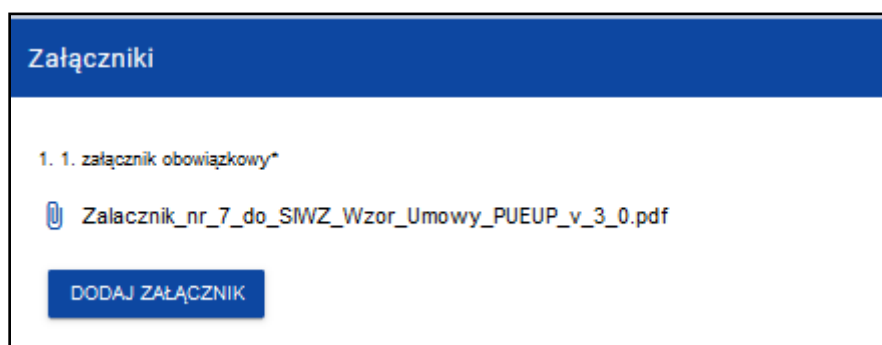 Załączniki
1. 1. załącznik obowiązkowy*
Zalacznik_nr_7_do_SIWZ_Wzor_Umowy_PUEUP_v_3_0.pdf
DODAJ ZAŁĄCZNIK